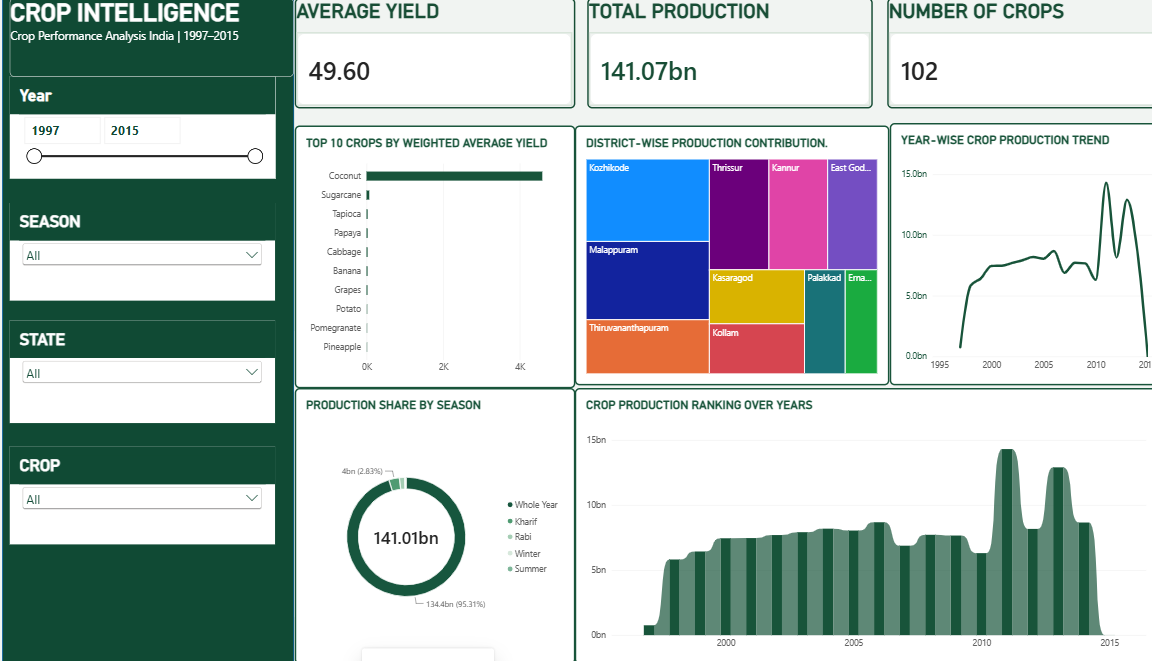 CROP INTELLIGENCE
Crop Performance Analysis India | 1997–2015
Year
1997 2015
SEASON
All
STATE
All
CROP
All
AVERAGE YIELD
49.60
TOTAL PRODUCTION
141.07bn
NUMBER OF CROPS
102
TOP 10 CROPS BY WEIGHTED AVERAGE YIELD
Coconut
Sugarcane
Tapioca
Papaya
Cabbage
Banana
Grapes
Potato
Pomegranate
Pineapple
0K 2K 4K
DISTRICT-WISE PRODUCTION CONTRIBUTION.
Kozhikode
Malappuram
Thiruvananthapuram
Thrissur
Kannur
East God...
Kasaragod
Kollam
Palakkad
Erna...
YEAR-WISE CROP PRODUCTION TREND
15.0bn
10.0bn
5.0bn
0.0bn
1995 2000 2005 2010 201
PRODUCTION SHARE BY SEASON
4bn (2.83%)
141.01bn
134.4bn (95.31%)
Whole Year
Kharif
Rabi
Winter
Summer
CROP PRODUCTION RANKING OVER YEARS
15bn
10bn
5bn
0bn
2000 2005 2010 2015